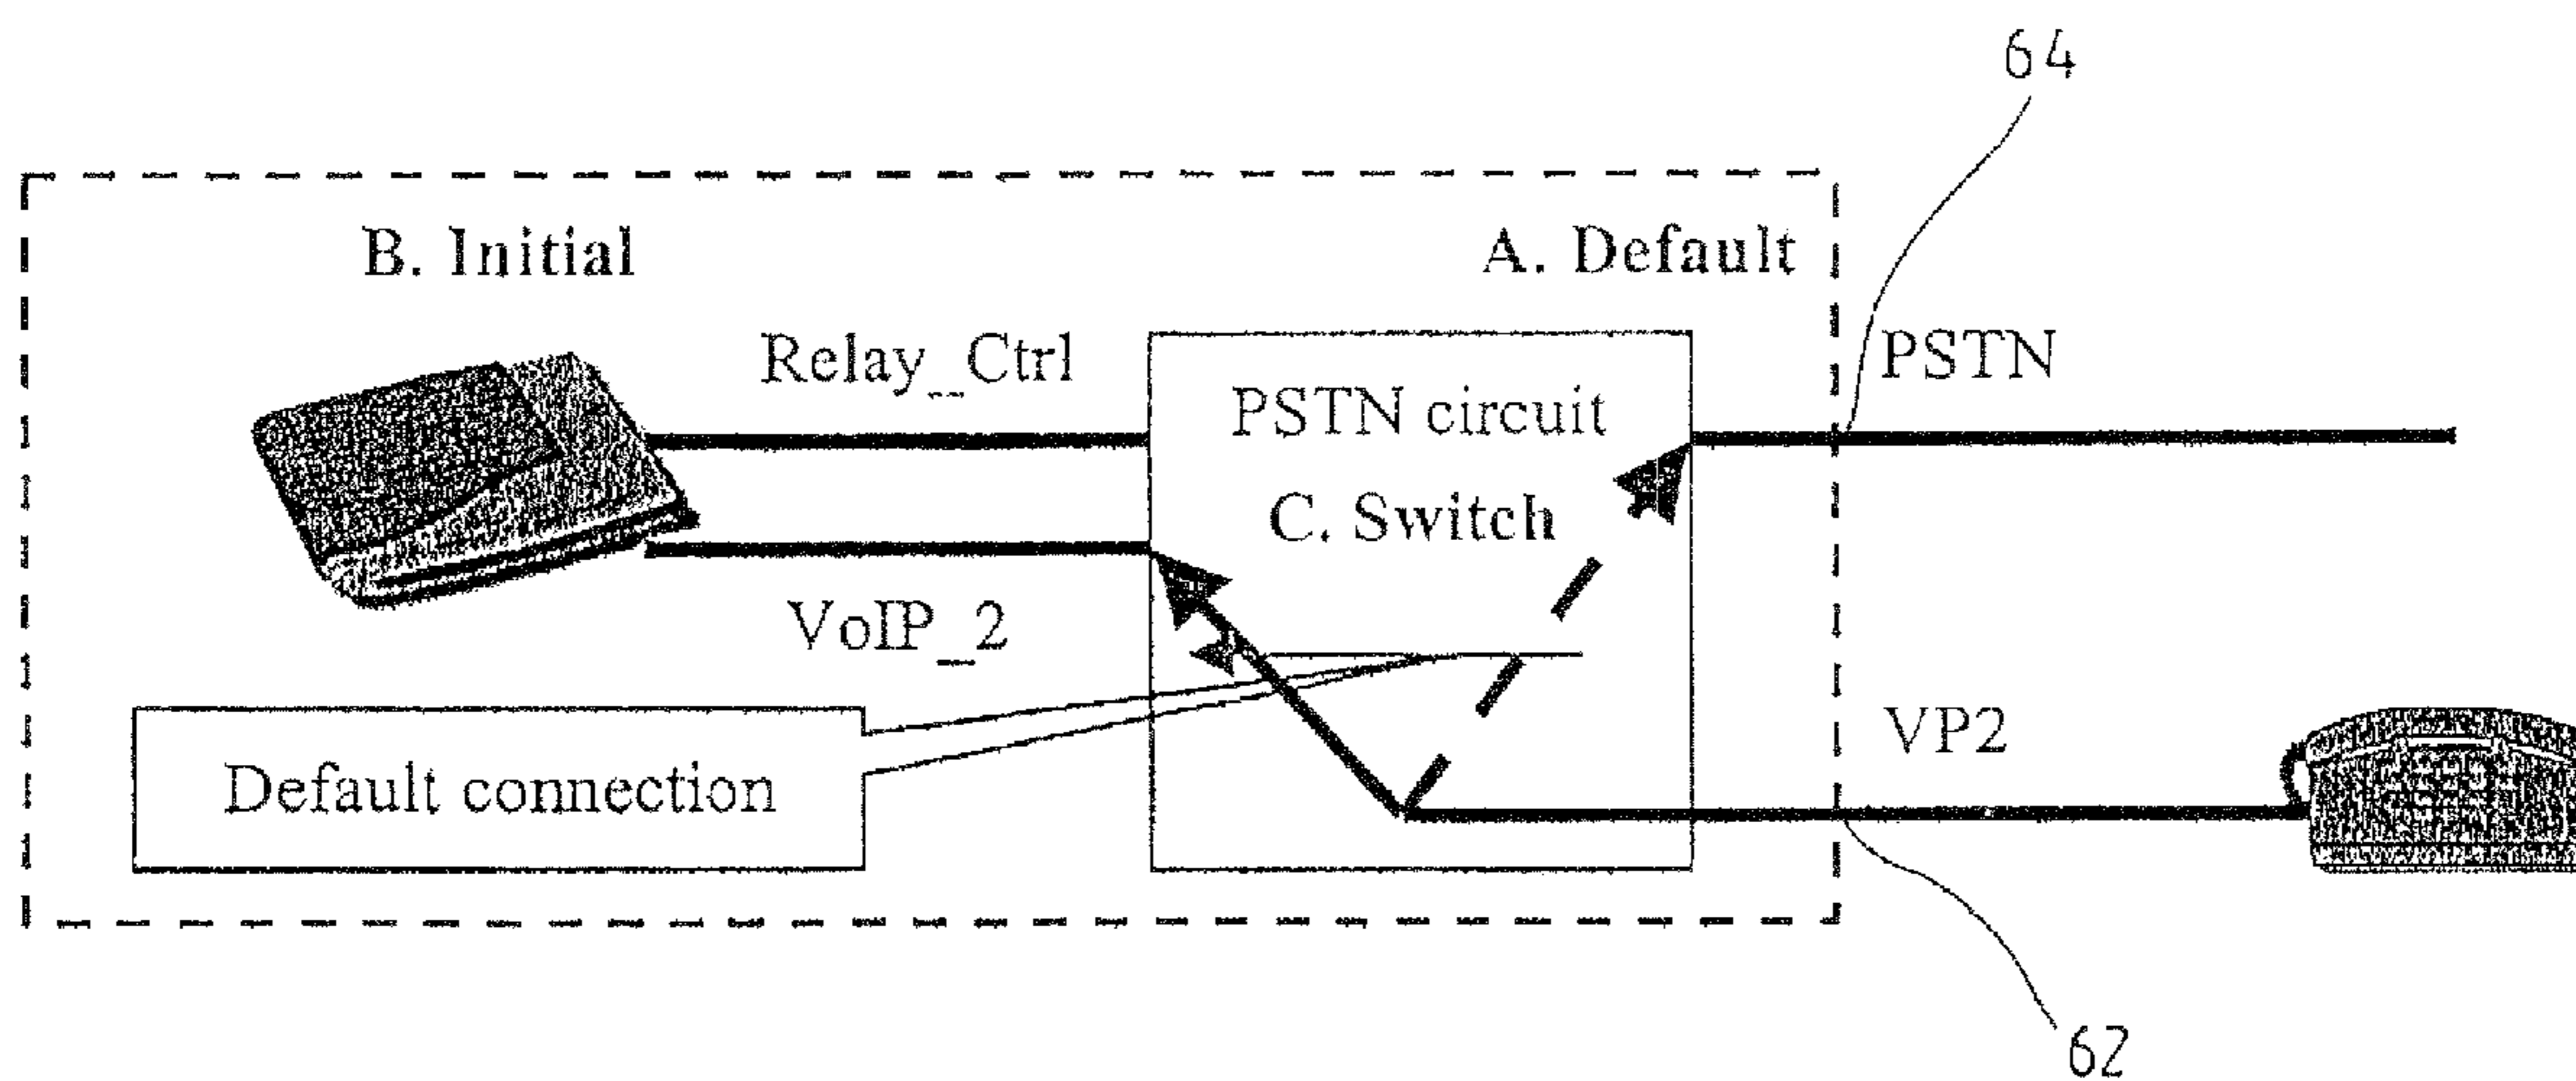 64
B. Initial
A. Default
Relay_Ctrl
PSTN
PSTN circuit
C. Switch
VoIP_2
VP2
Default connection
62